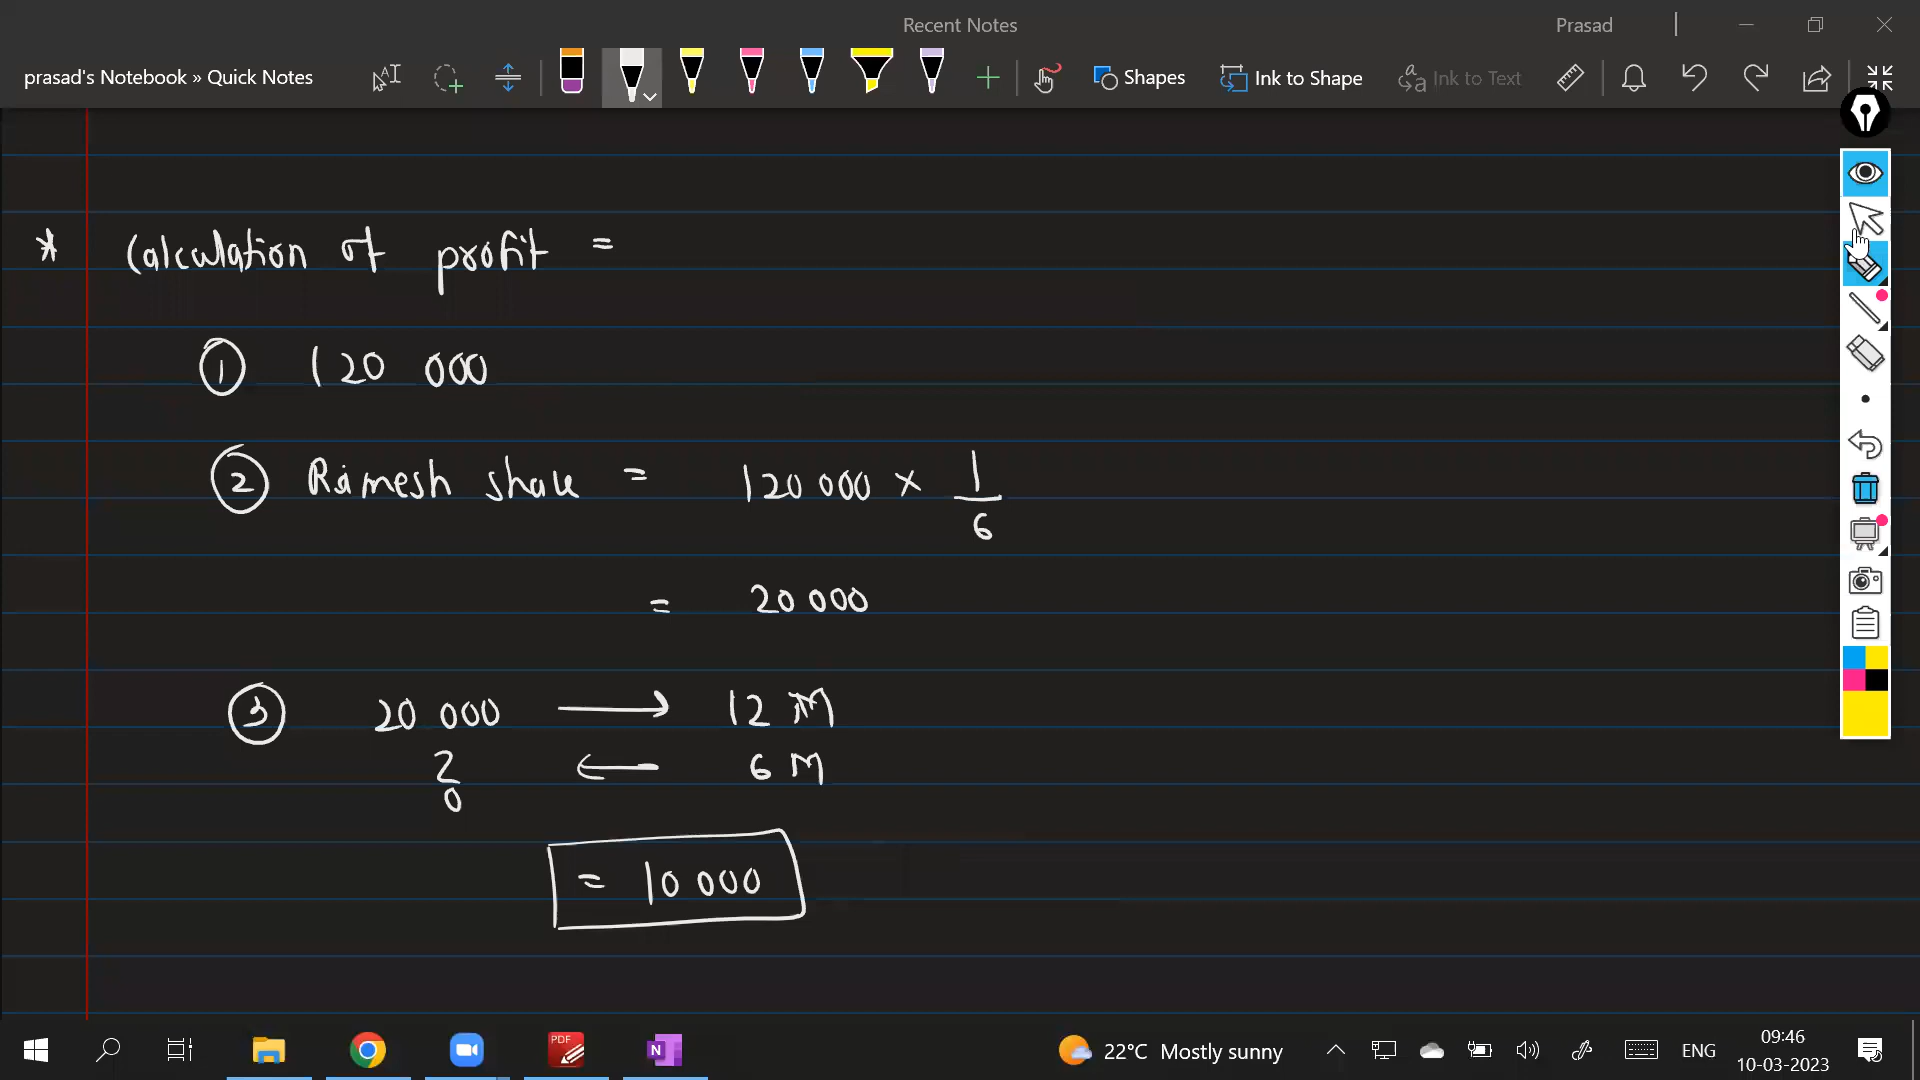 Recent Notes
Prasad
prasad's Notebook » Quick Notes
Shapes
Ink to Shape
Ink to Text
* Calculation of profit =
① 120 000
② Ramesh share = 120 000 × 1/6
= 20 000
③ 20 000 → 12 M
? ← 6 M
= 10 000
PDF
N
22°C Mostly sunny
ENG
09:46
10-03-2023